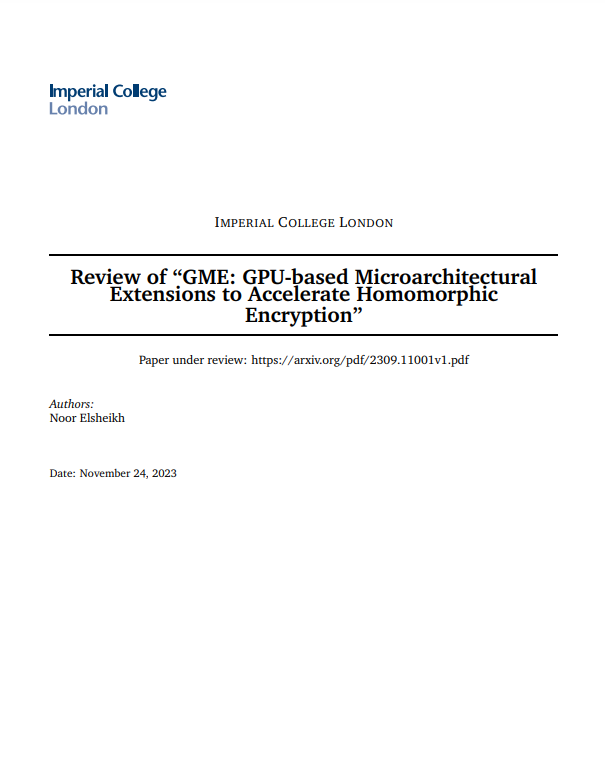 Imperial College
London
IMPERIAL COLLEGE LONDON
Review of “GME: GPU-based Microarchitectural
Extensions to Accelerate Homomorphic
Encryption”
Paper under review: https://arxiv.org/pdf/2309.11001v1.pdf
Authors:
Noor Elsheikh
Date: November 24, 2023